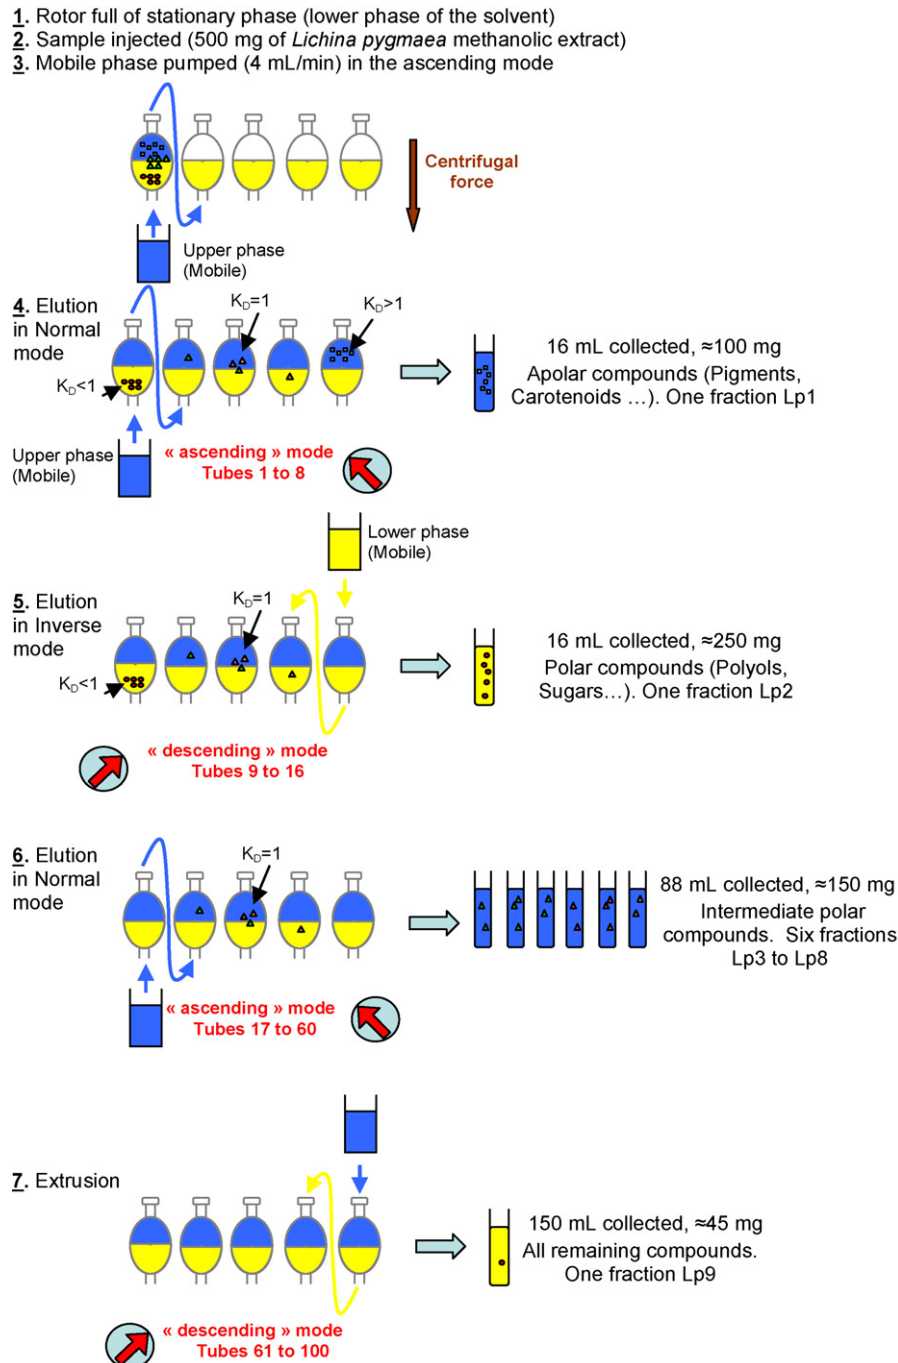 1. Rotor full of stationary phase (lower phase of the solvent)
2. Sample injected (500 mg of Lichina pygmaea methanolic extract)
3. Mobile phase pumped (4 mL/min) in the ascending mode
Centrifugal
force
Upper phase
(Mobile)
4. Elution
in Normal
mode
K_D=1
K_D>1
K_D<1
16 mL collected, ≈100 mg
Apolar compounds (Pigments,
Carotenoids ...). One fraction Lp1
Upper phase
(Mobile)
« ascending » mode
Tubes 1 to 8
Lower phase
(Mobile)
5. Elution
in Inverse
mode
K_D=1
K_D<1
16 mL collected, ≈250 mg
Polar compounds (Polyols,
Sugars...). One fraction Lp2
« descending » mode
Tubes 9 to 16
6. Elution
in Normal
mode
K_D=1
88 mL collected, ≈150 mg
Intermediate polar
compounds. Six fractions
Lp3 to Lp8
« ascending » mode
Tubes 17 to 60
7. Extrusion
150 mL collected, ≈45 mg
All remaining compounds.
One fraction Lp9
« descending » mode
Tubes 61 to 100